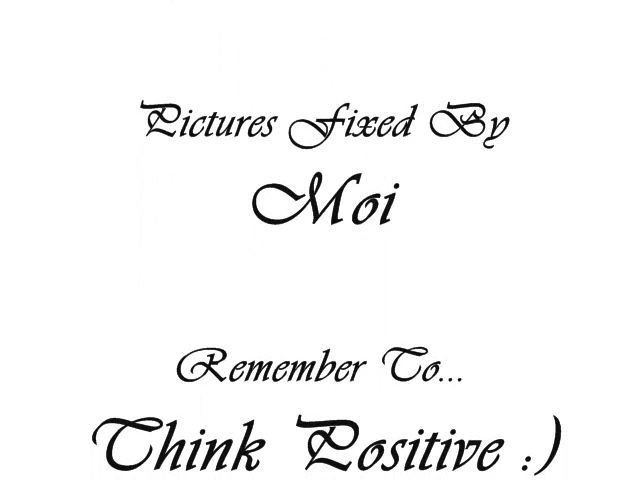 Pictures Fixed By
Moi
Remember To...
Think Positive :)